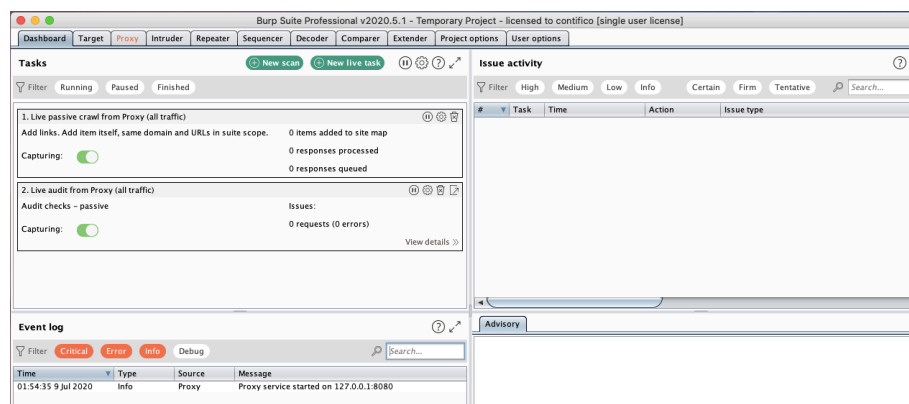 Burp Suite Professional v2020.5.1 - Temporary Project - licensed to contifico [single user license]
Dashboard Target Proxy Intruder Repeater Sequencer Decoder Comparer Extender Project options User options
Tasks
New scan New live task
Filter Running Paused Finished
1. Live passive crawl from Proxy (all traffic)
Add links. Add item itself, same domain and URLs in suite scope.
0 items added to site map
Capturing:
0 responses processed
0 responses queued
2. Live audit from Proxy (all traffic)
Audit checks - passive
Issues:
Capturing:
0 requests (0 errors)
View details
Event log
Filter Critical Error Info Debug
Search...
Time Type Source Message
01:54:35 9 Jul 2020 Info Proxy Proxy service started on 127.0.0.1:8080
Issue activity
Filter High Medium Low Info Certain Firm Tentative
Search...
# Task Time Action Issue type
Advisory